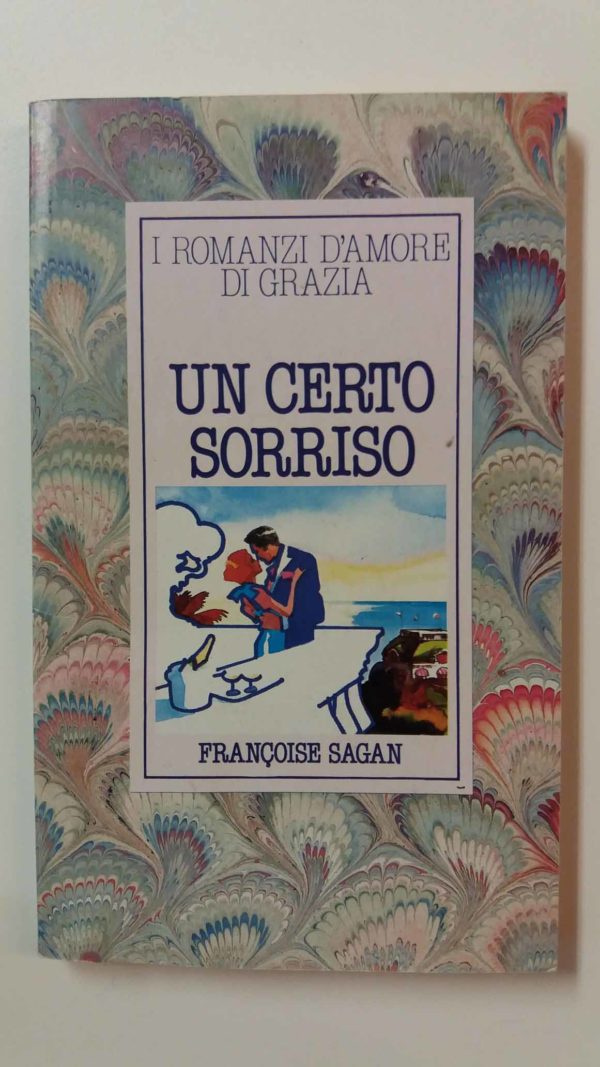 I ROMANZI D'AMORE
DI GRAZIA
UN CERTO
SORRISO
FRANÇOISE SAGAN